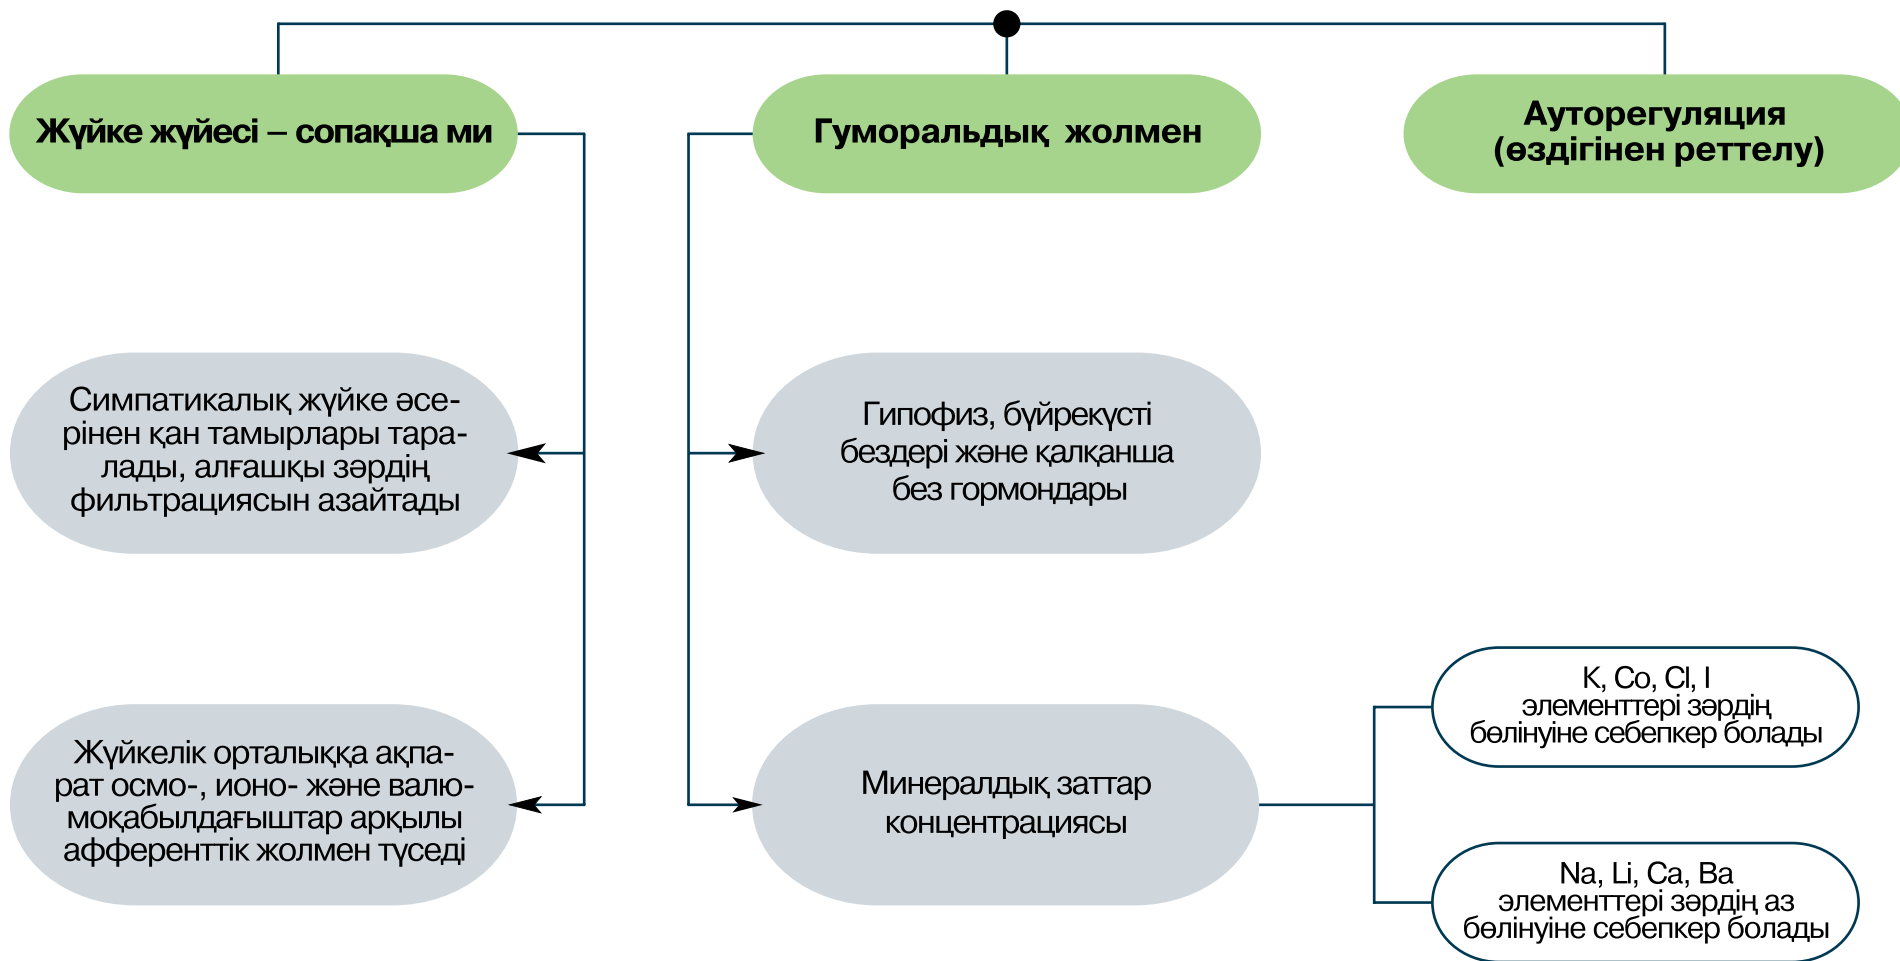 Жүйке жүйесі – сопақша ми
Гуморальдық жолмен
Ауторегуляция
(өздігінен реттелу)
Симпатикалық жүйке әсе-
рінен қан тамырлары тара-
лады, алғашқы зәрдің
фильтрациясын азайтады
Гипофиз, бүйрекүсті
бездері және қалқанша
без гормондары
Жүйкелік орталыққа ақпа-
рат осмо-, ионо- және валю-
моқабылдағыштар арқылы
афференттік жолмен түседі
Минералдық заттар
концентрациясы
K, Co, Cl, I
элементтері зәрдің
бөлінуіне себепкер болады
Na, Li, Ca, Ba
элементтері зәрдің аз
бөлінуіне себепкер болады